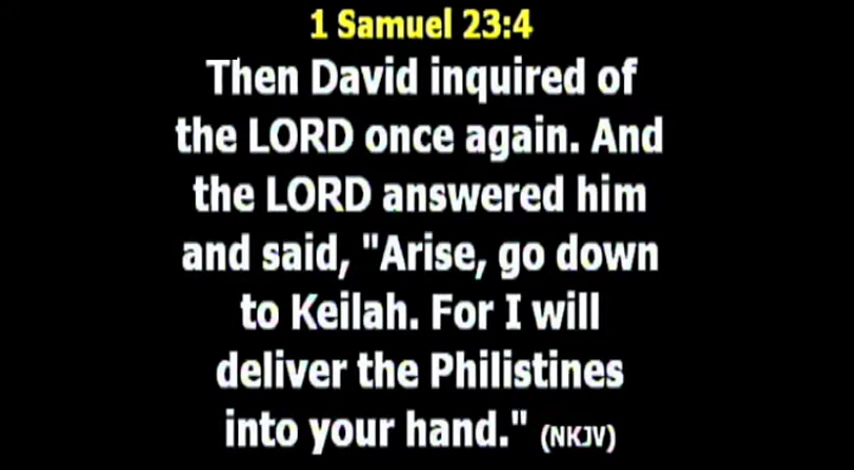 1 Samuel 23:4
Then David inquired of
the LORD once again. And
the LORD answered him
and said, "Arise, go down
to Keilah. For I will
deliver the Philistines
into your hand." (NKJV)